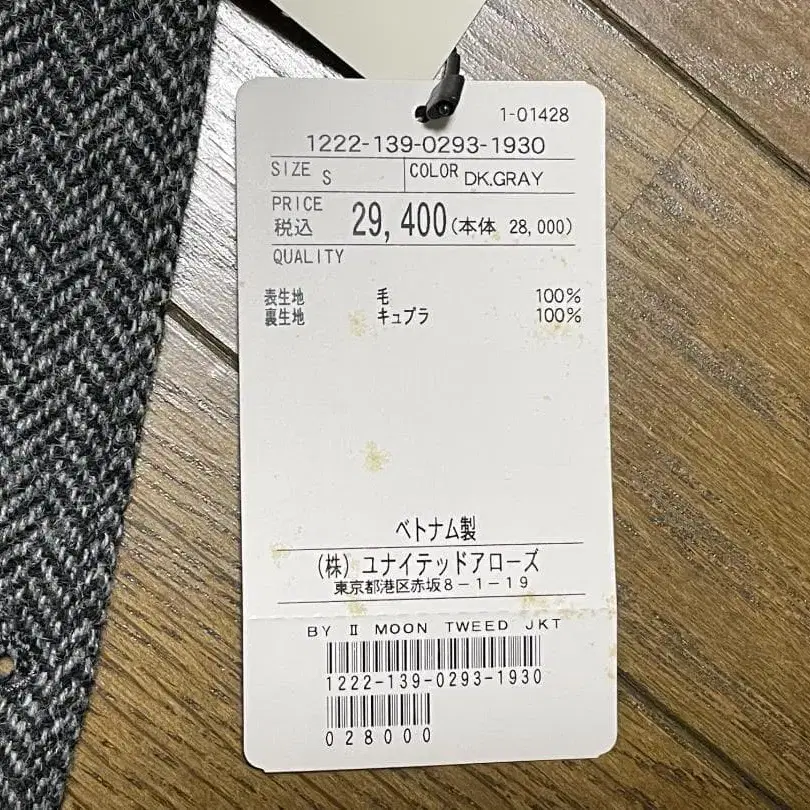 1-01428
1222-139-0293-1930
SIZE S COLOR DK.GRAY
PRICE
税込 29,400(本体 28,000)
QUALITY
表生地 毛 100%
裏生地 キュプラ 100%
ベトナム製
(株)ユナイテッドアローズ
東京都港区赤坂8-1-19
BY Ⅱ MOON TWEED JKT
1222-139-0293-1930
028000